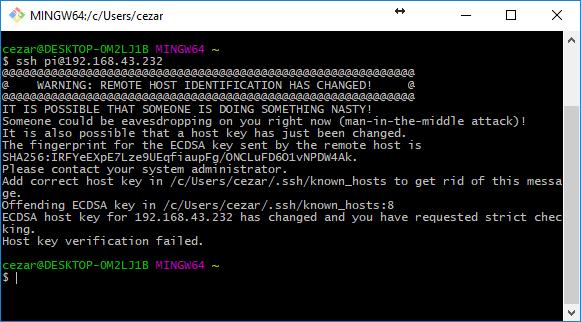 MINGW64:/c/Users/cezar
cezar@DESKTOP-OM2LJ1B MINGW64 ~
$ ssh pi@192.168.43.232
@@@@@@@@@@@@@@@@@@@@@@@@@@@@@@@@@@@@@@@@@@@@@@@@@@@@@@@@@@@
@    WARNING: REMOTE HOST IDENTIFICATION HAS CHANGED!     @
@@@@@@@@@@@@@@@@@@@@@@@@@@@@@@@@@@@@@@@@@@@@@@@@@@@@@@@@@@@
IT IS POSSIBLE THAT SOMEONE IS DOING SOMETHING NASTY!
Someone could be eavesdropping on you right now (man-in-the-middle attack)!
It is also possible that a host key has just been changed.
The fingerprint for the ECDSA key sent by the remote host is
SHA256:IRFYeEXpE7Lze9UEqfiaupFg/ONCLuFD6O1vNPDW4Ak.
Please contact your system administrator.
Add correct host key in /c/Users/cezar/.ssh/known_hosts to get rid of this messa
ge.
Offending ECDSA key in /c/Users/cezar/.ssh/known_hosts:8
ECDSA host key for 192.168.43.232 has changed and you have requested strict chec
king.
Host key verification failed.
cezar@DESKTOP-OM2LJ1B MINGW64 ~
$